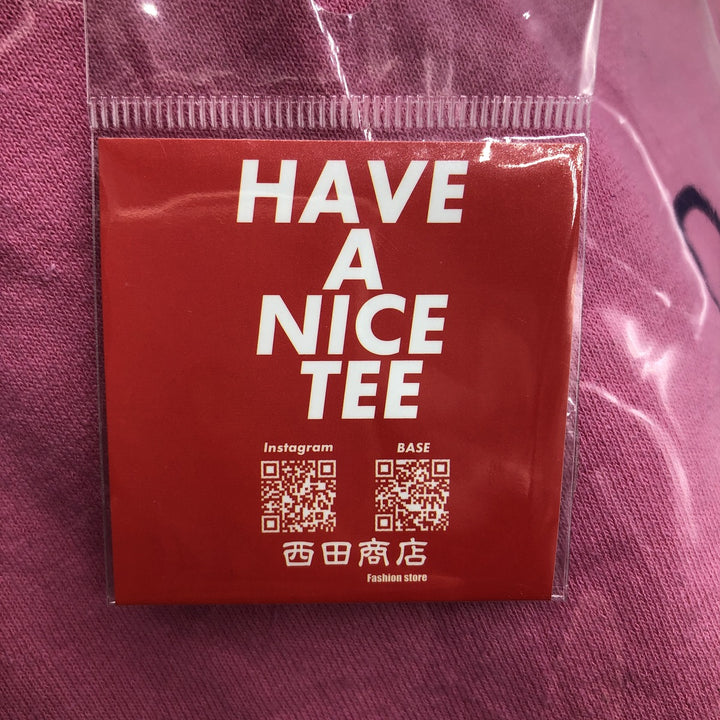 HAVE
A
NICE
TEE
Instagram BASE
西田商店
Fashion store